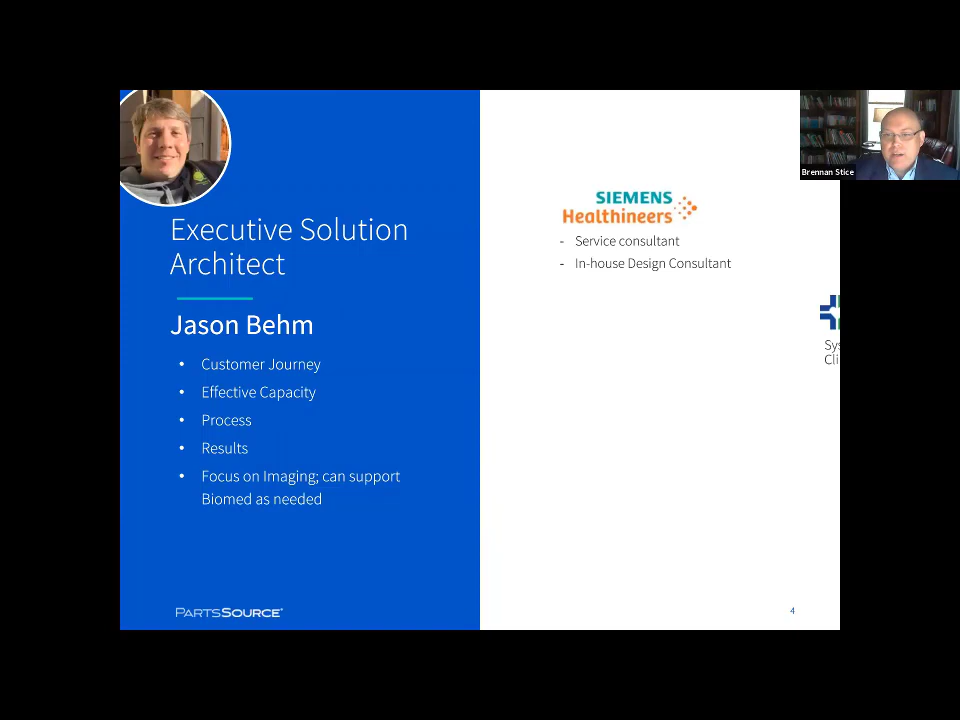 Executive Solution
Architect
Jason Behm
• Customer Journey
• Effective Capacity
• Process
• Results
• Focus on Imaging; can support
Biomed as needed
PARTSSOURCE
SIEMENS
Healthineers
- Service consultant
- In-house Design Consultant
Brennan Stice
4